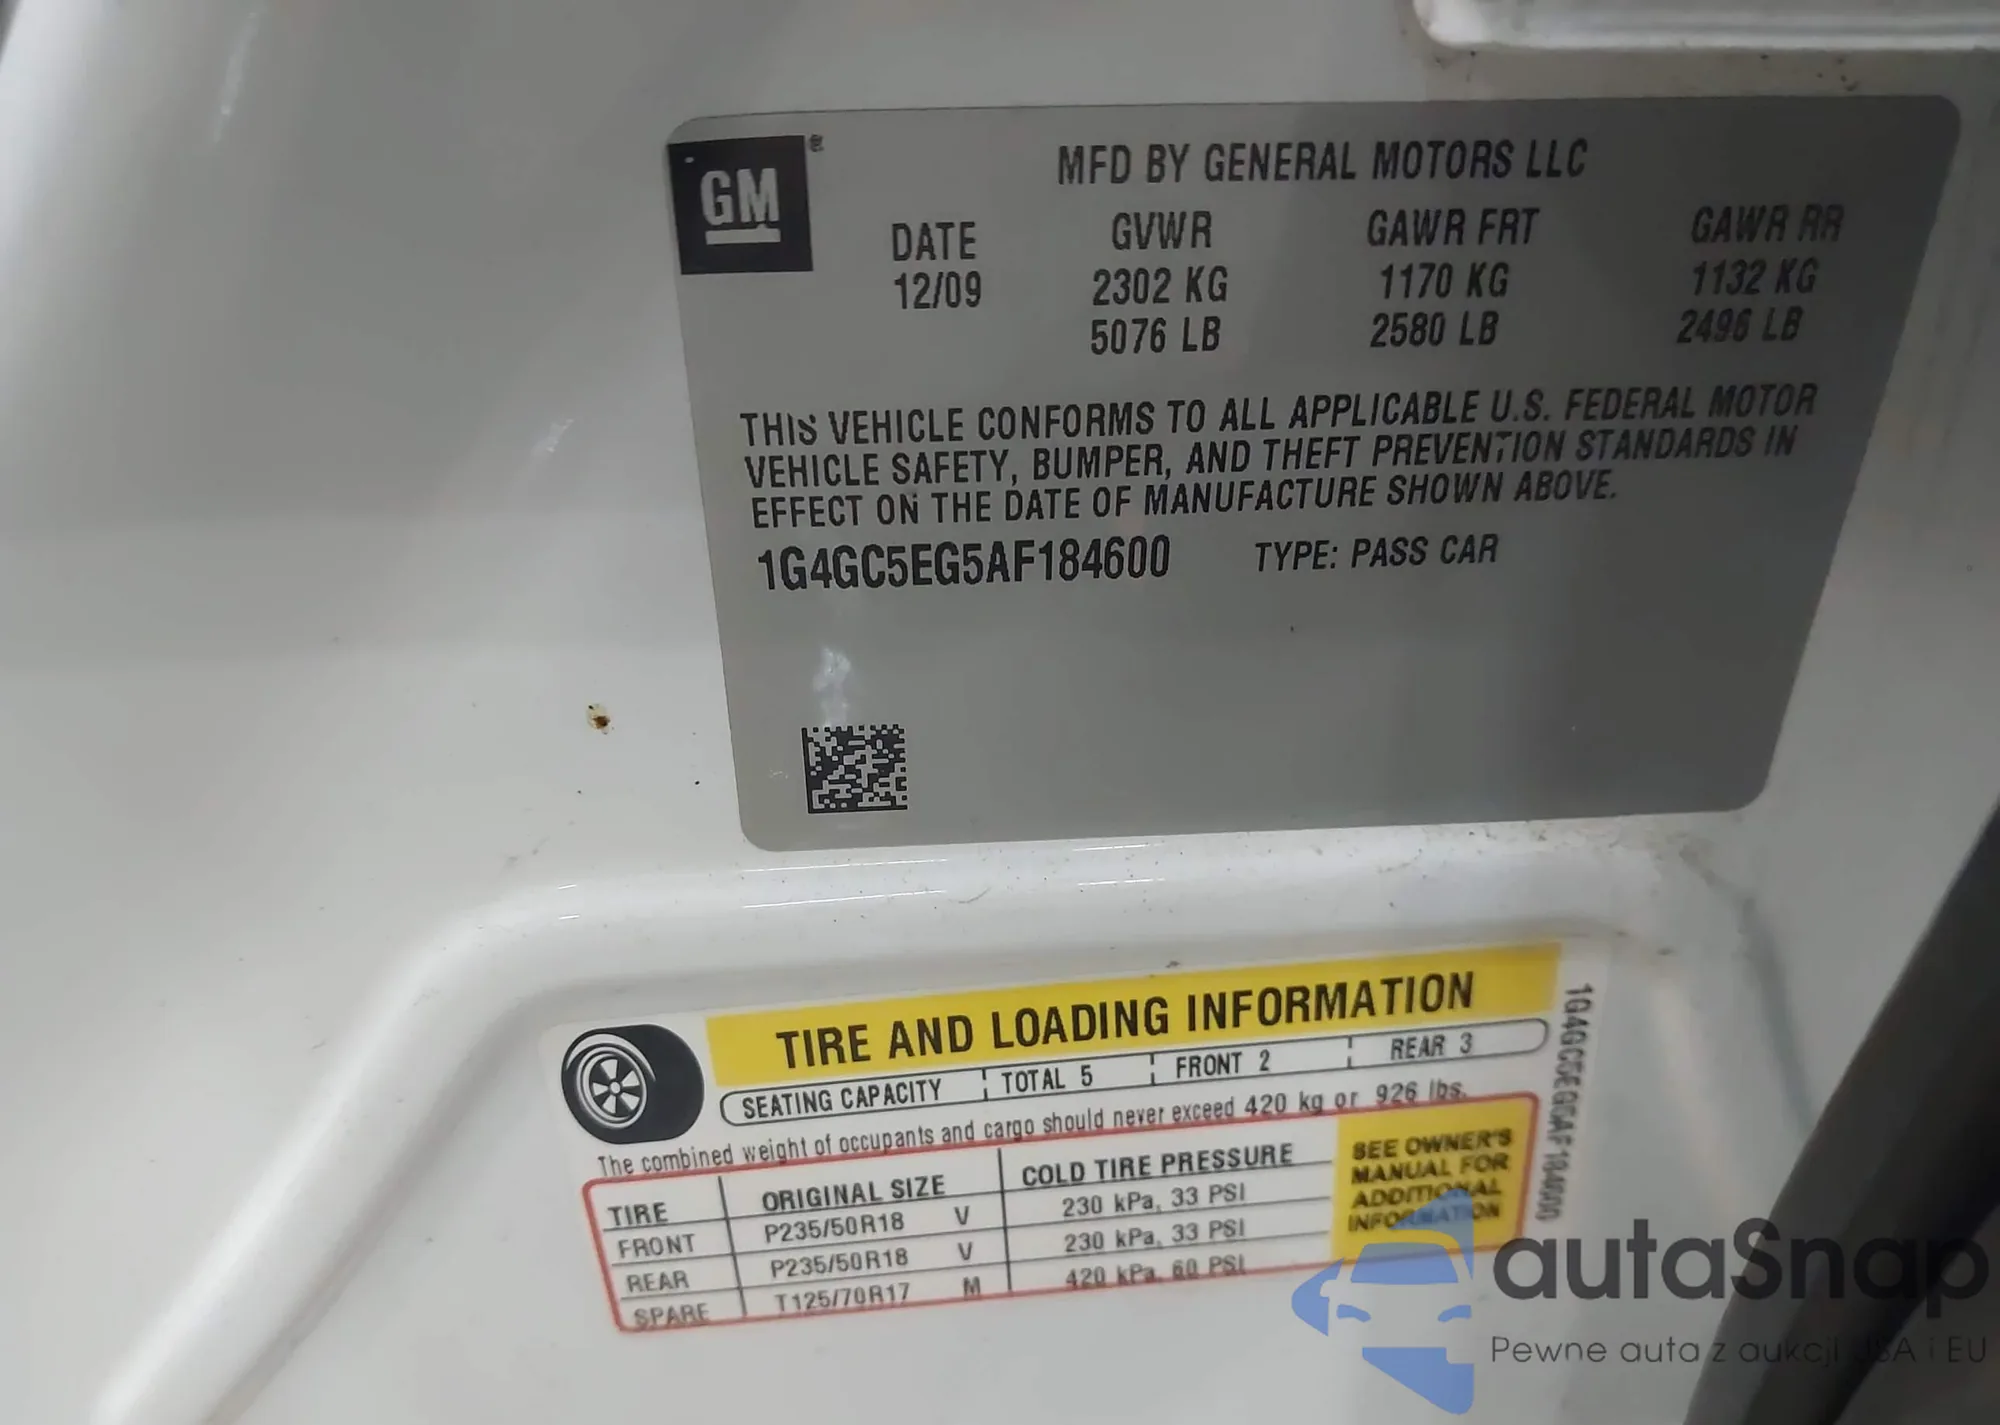 GM
®
MFD BY GENERAL MOTORS LLC
DATE GVWR GAWR FRT GAWR RR
12/09 2302 KG 1170 KG 1132 KG
5076 LB 2580 LB 2496 LB
THIS VEHICLE CONFORMS TO ALL APPLICABLE U.S. FEDERAL MOTOR
VEHICLE SAFETY, BUMPER, AND THEFT PREVENTION STANDARDS IN
EFFECT ON THE DATE OF MANUFACTURE SHOWN ABOVE.
1G4GC5EG5AF184600 TYPE: PASS CAR
TIRE AND LOADING INFORMATION
SEATING CAPACITY TOTAL 5 FRONT 2 REAR 3
The combined weight of occupants and cargo should never exceed 420 kg or 926 lbs.
TIRE ORIGINAL SIZE COLD TIRE PRESSURE
FRONT P235/50R18 V 230 kPa, 33 PSI
REAR P235/50R18 V 230 kPa, 33 PSI
SPARE T125/70R17 M 420 kPa, 60 PSI
SEE OWNER'S
MANUAL FOR
ADDITIONAL
INFORMATION
1G4GC5EG5AF184600
autaSnap
Pewne auta z aukcji USA i EU